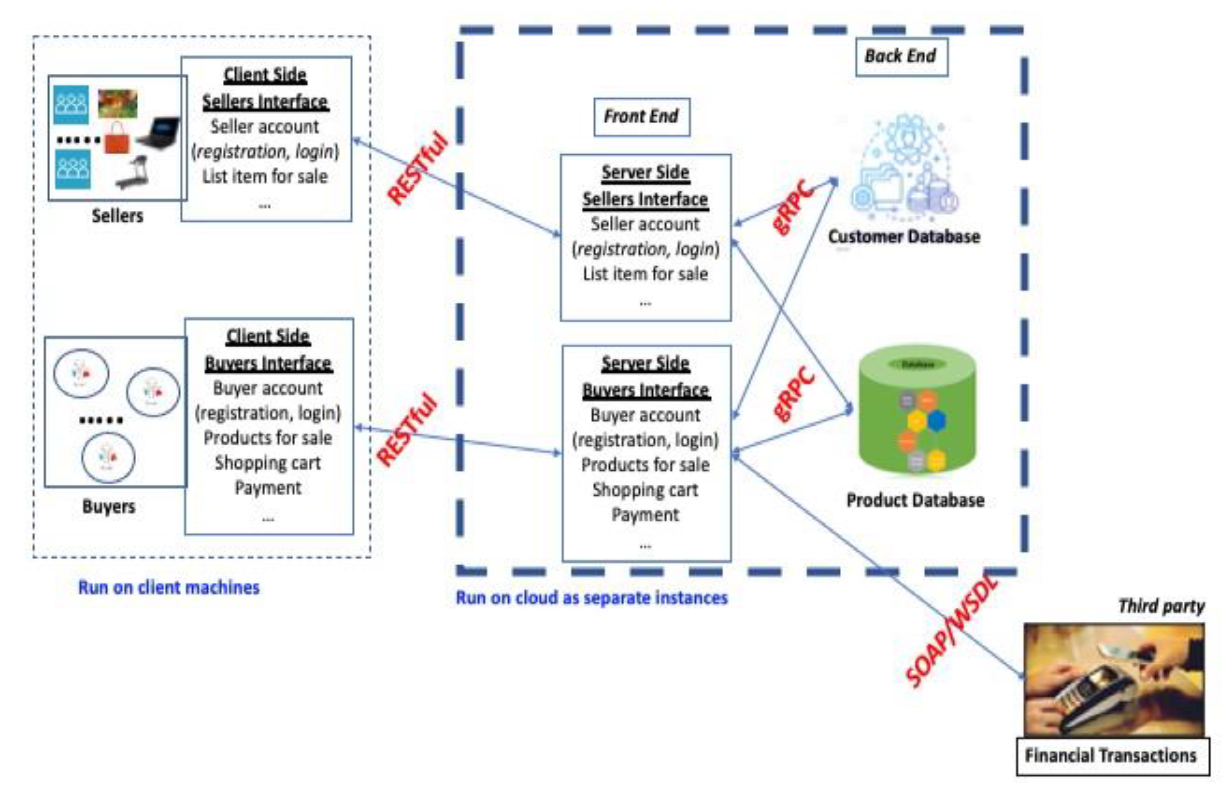 Client Side
Sellers Interface
Seller account
(registration, login)
List item for sale
...
Sellers
Client Side
Buyers Interface
Buyer account
(registration, login)
Products for sale
Shopping cart
Payment
...
Buyers
Run on client machines
RESTful
RESTful
Back End
Front End
Server Side
Sellers Interface
Seller account
(registration, login)
List item for sale
...
Server Side
Buyers Interface
Buyer account
(registration, login)
Products for sale
Shopping cart
Payment
...
gRPC
gRPC
Customer Database
Database
Product Database
Run on cloud as separate instances
SOAP/WSDL
Third party
Financial Transactions